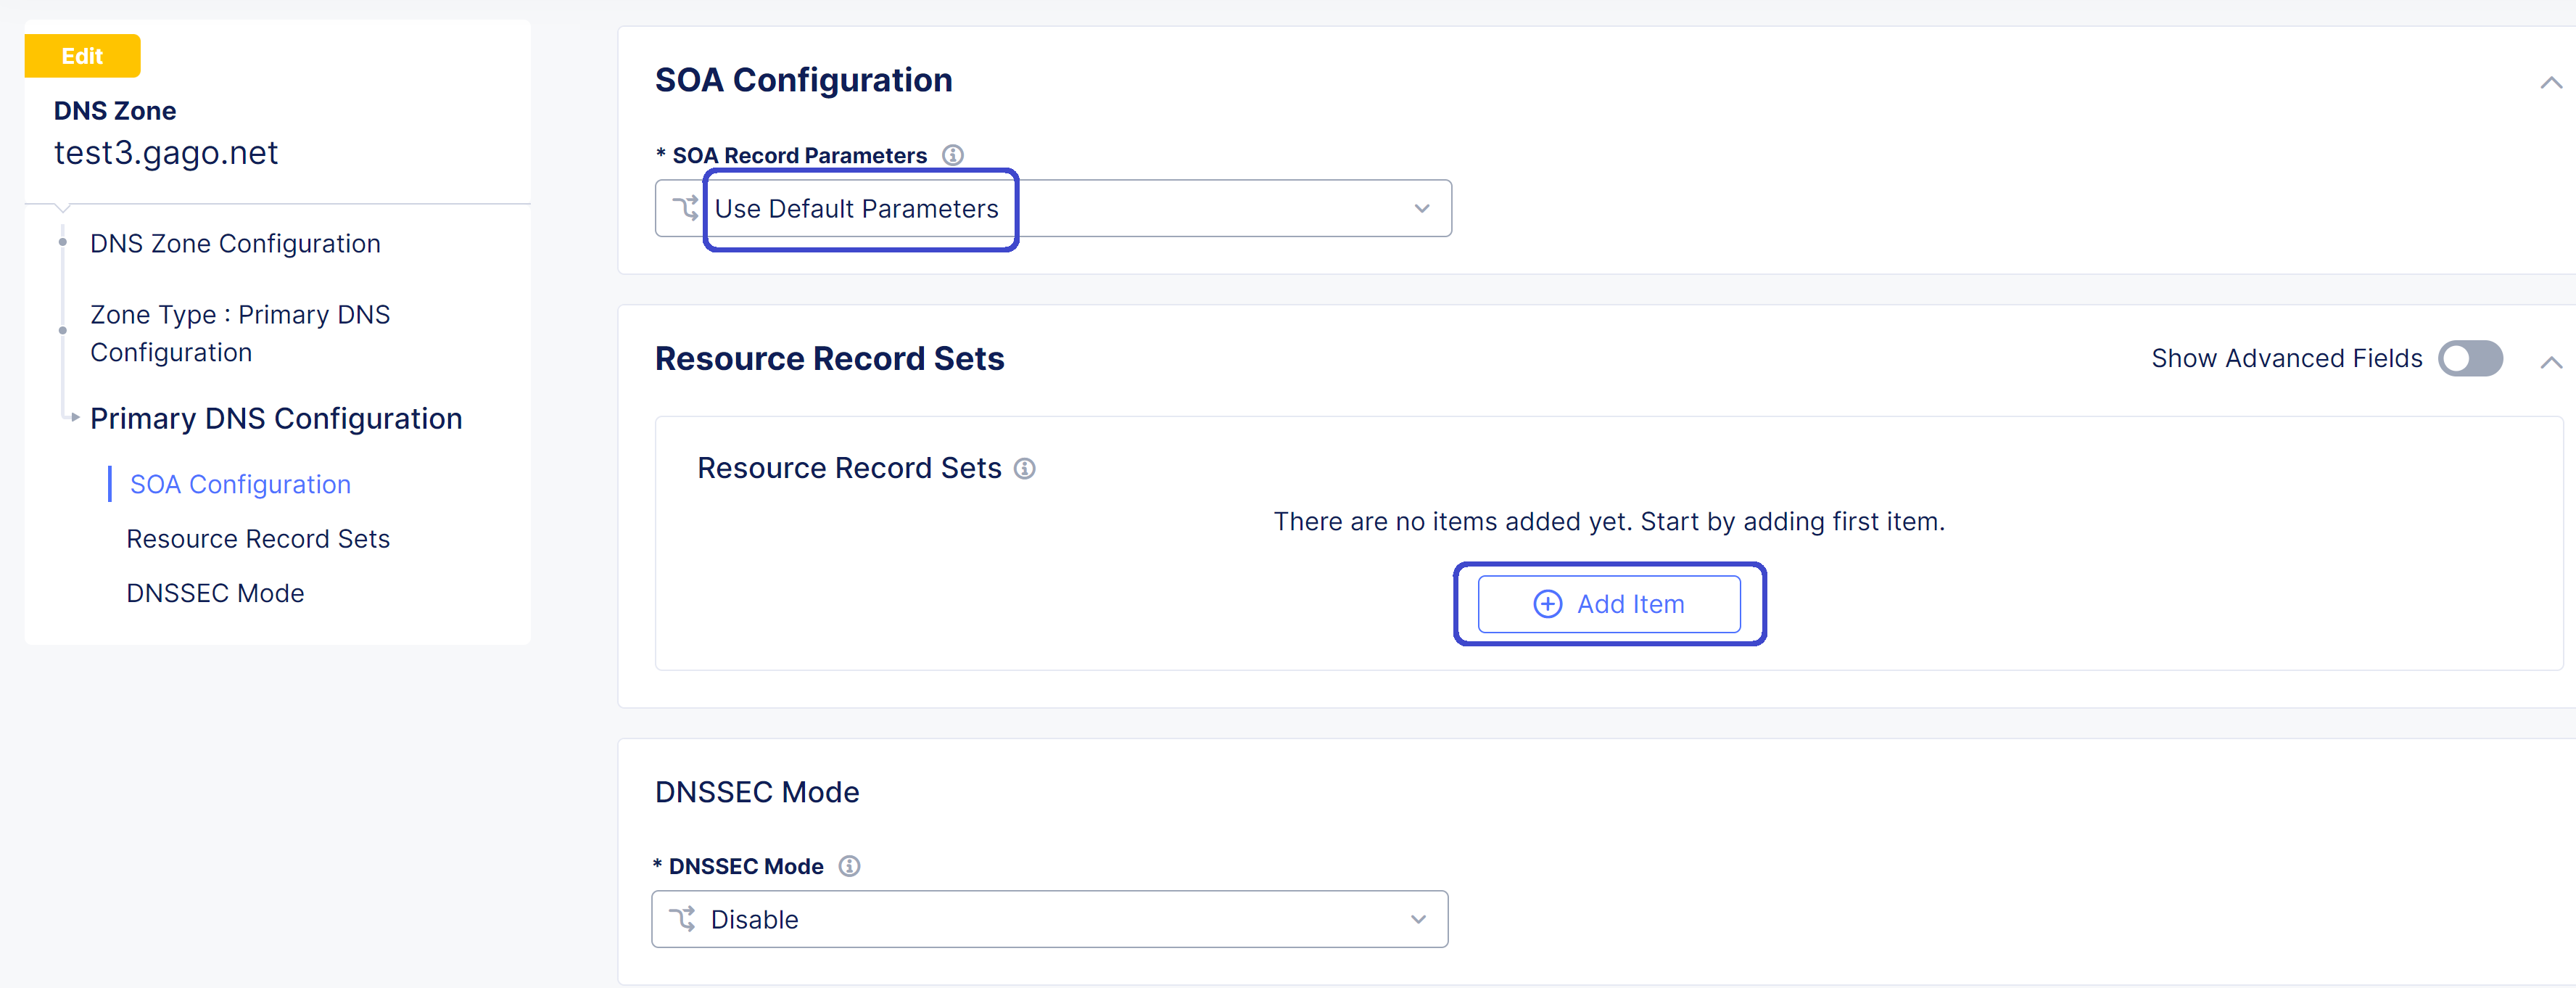 Edit
DNS Zone
test3.gago.net
DNS Zone Configuration
Zone Type : Primary DNS
Configuration
Primary DNS Configuration
SOA Configuration
Resource Record Sets
DNSSEC Mode
SOA Configuration
* SOA Record Parameters
Use Default Parameters
Resource Record Sets
Show Advanced Fields
Resource Record Sets
There are no items added yet. Start by adding first item.
Add Item
DNSSEC Mode
* DNSSEC Mode
Disable